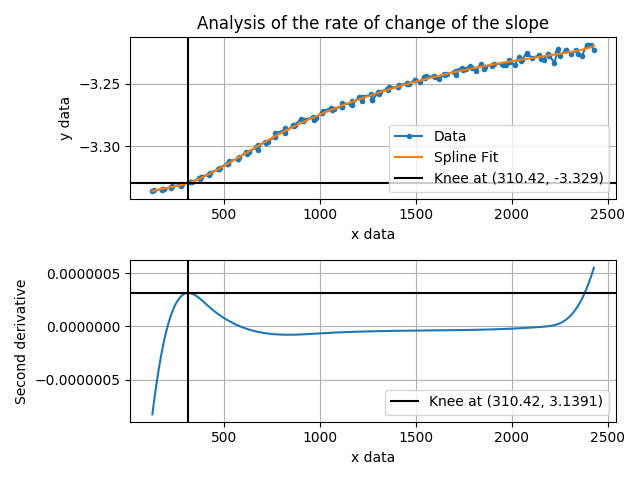 Analysis of the rate of change of the slope
−3.25
−3.30
y data
Data
Spline Fit
Knee at (310.42, -3.329)
500
1000
1500
2000
2500
x data
0.0000005
0.0000000
−0.0000005
Second derivative
Knee at (310.42, 3.1391)
500
1000
1500
2000
2500
x data